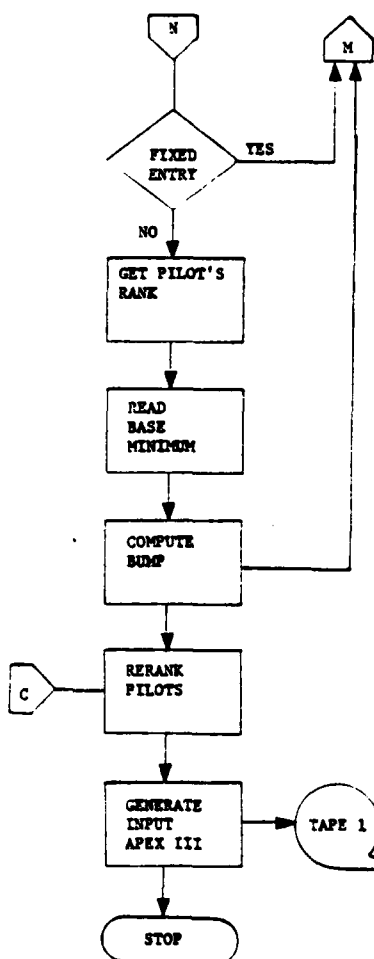 N
M
FIXED
ENTRY
YES
NO
GET PILOT'S
RANK
READ
BASE
MINIMUM
COMPUTE
BUMP
RERANK
PILOTS
C
GENERATE
INPUT
APEX III
TAPE 1
STOP